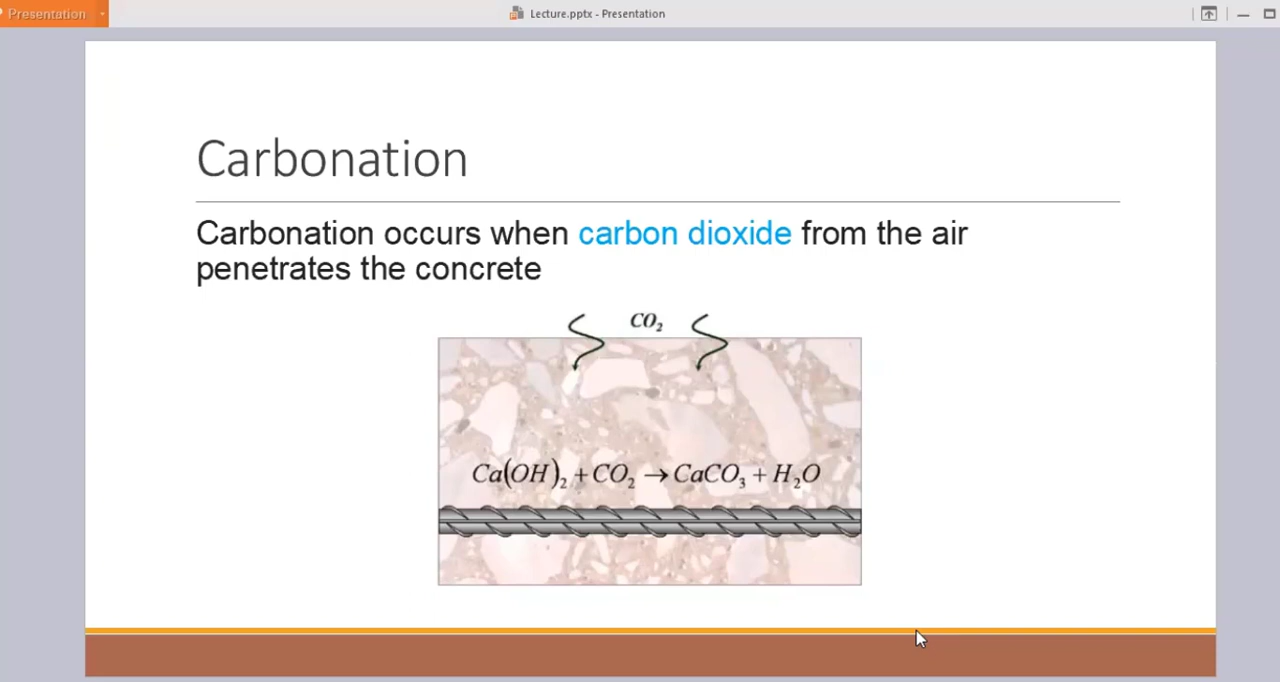 Presentation
Lecture.pptx - Presentation
Carbonation
Carbonation occurs when carbon dioxide from the air
penetrates the concrete
CO₂
Ca(OH)₂ + CO₂ → CaCO₃ + H₂O